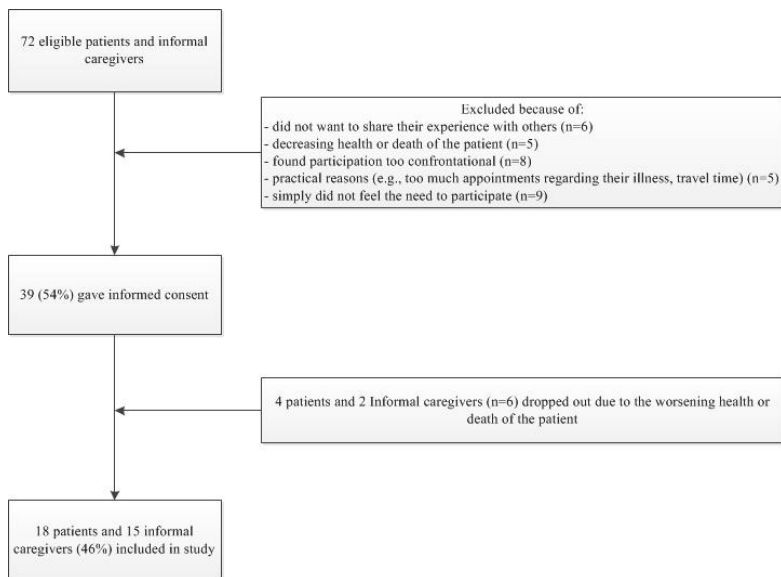 72 eligible patients and informal
caregivers
Excluded because of:
- did not want to share their experience with others (n=6)
- decreasing health or death of the patient (n=5)
- found participation too confrontational (n=8)
- practical reasons (e.g., too much appointments regarding their illness, travel time) (n=5)
- simply did not feel the need to participate (n=9)
39 (54%) gave informed consent
4 patients and 2 Informal caregivers (n=6) dropped out due to the worsening health or
death of the patient
18 patients and 15 informal
caregivers (46%) included in study